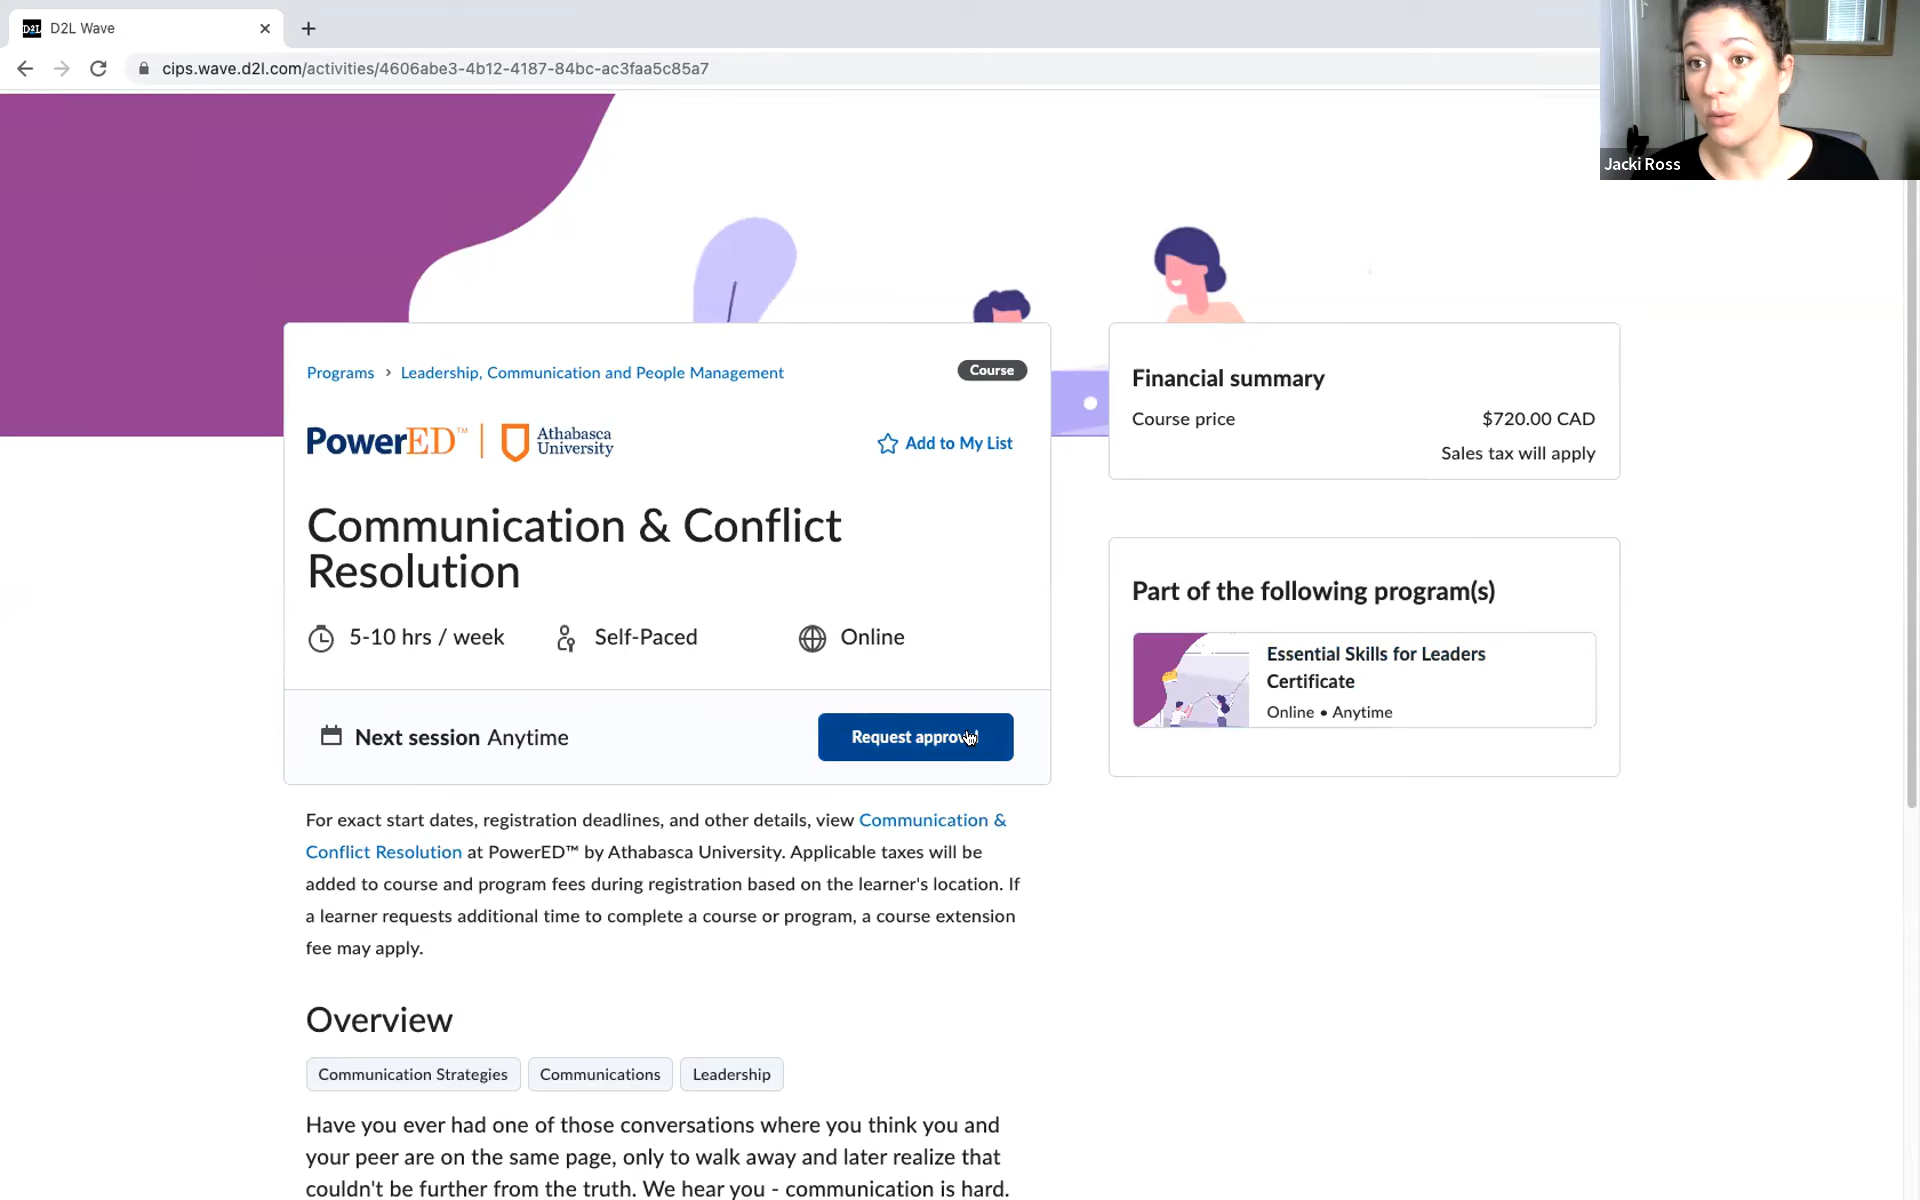 D2L D2L Wave
cips.wave.d2l.com/activities/4606abe3-4b12-4187-84bc-ac3faa5c85a7
Jacki Ross
Programs › Leadership, Communication and People Management
Course
PowerED™ | Athabasca
University
Add to My List
Communication & Conflict
Resolution
5-10 hrs / week Self-Paced Online
Next session Anytime
Request approval
For exact start dates, registration deadlines, and other details, view Communication &
Conflict Resolution at PowerED™ by Athabasca University. Applicable taxes will be
added to course and program fees during registration based on the learner's location. If
a learner requests additional time to complete a course or program, a course extension
fee may apply.
Overview
Communication Strategies Communications Leadership
Have you ever had one of those conversations where you think you and
your peer are on the same page, only to walk away and later realize that
couldn't be further from the truth. We hear you - communication is hard.
Financial summary
Course price $720.00 CAD
Sales tax will apply
Part of the following program(s)
Essential Skills for Leaders
Certificate
Online • Anytime